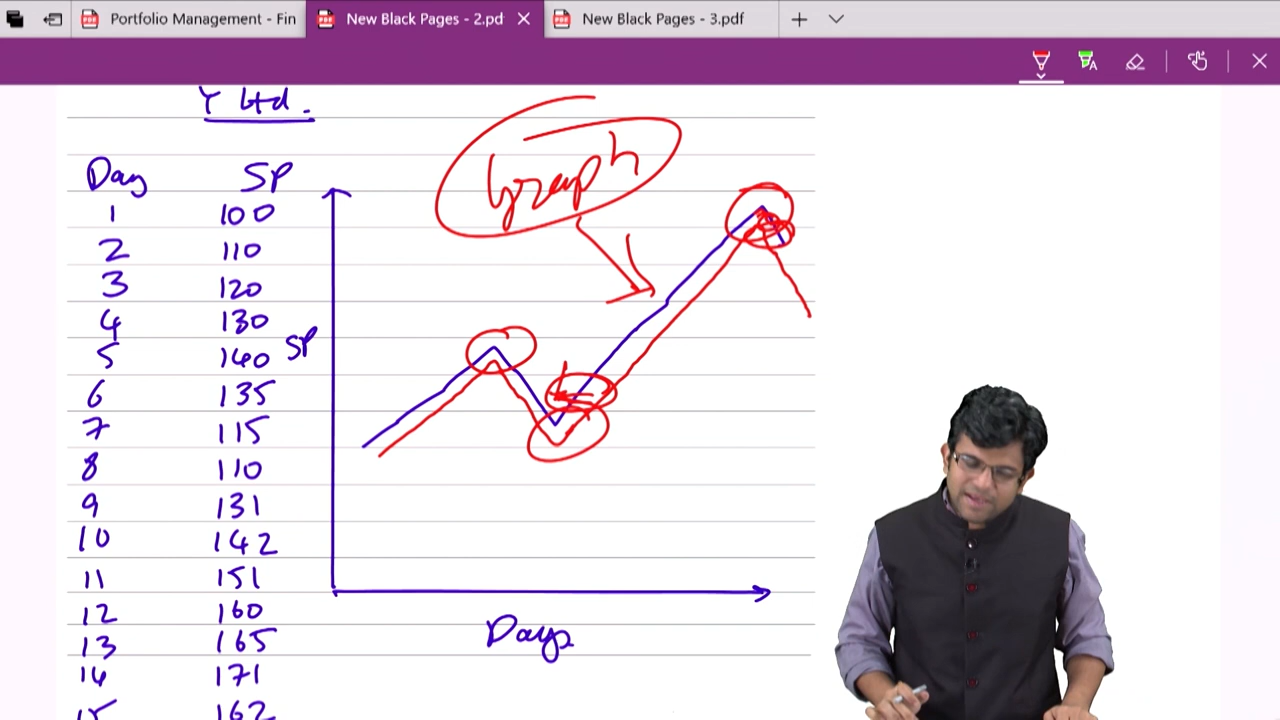 Portfolio Management - Fin
New Black Pages - 2.pd
New Black Pages - 3.pdf
Y Ltd.
Graph
Day SP
1 100
2 110
3 120
4 130
5 140
6 135
7 115
8 110
9 131
10 142
11 151
12 160
13 165
14 171
15 162
SP
Days